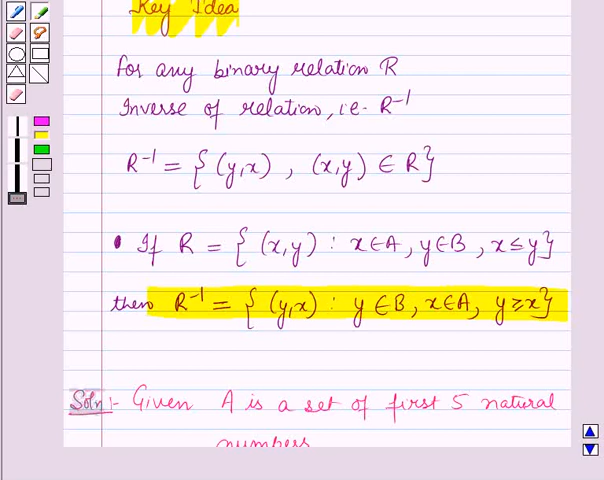 Key Idea
for any binary relation R
Inverse of relation, i.e. R⁻¹
R⁻¹ = { (y,x) , (x,y) ∈ R }
• If R = { (x,y) : x∈A, y∈B, x≤y }
then R⁻¹ = { (y,x) : y∈B, x∈A, y≥x }
Soln:- Given A is a set of first 5 natural
numbers